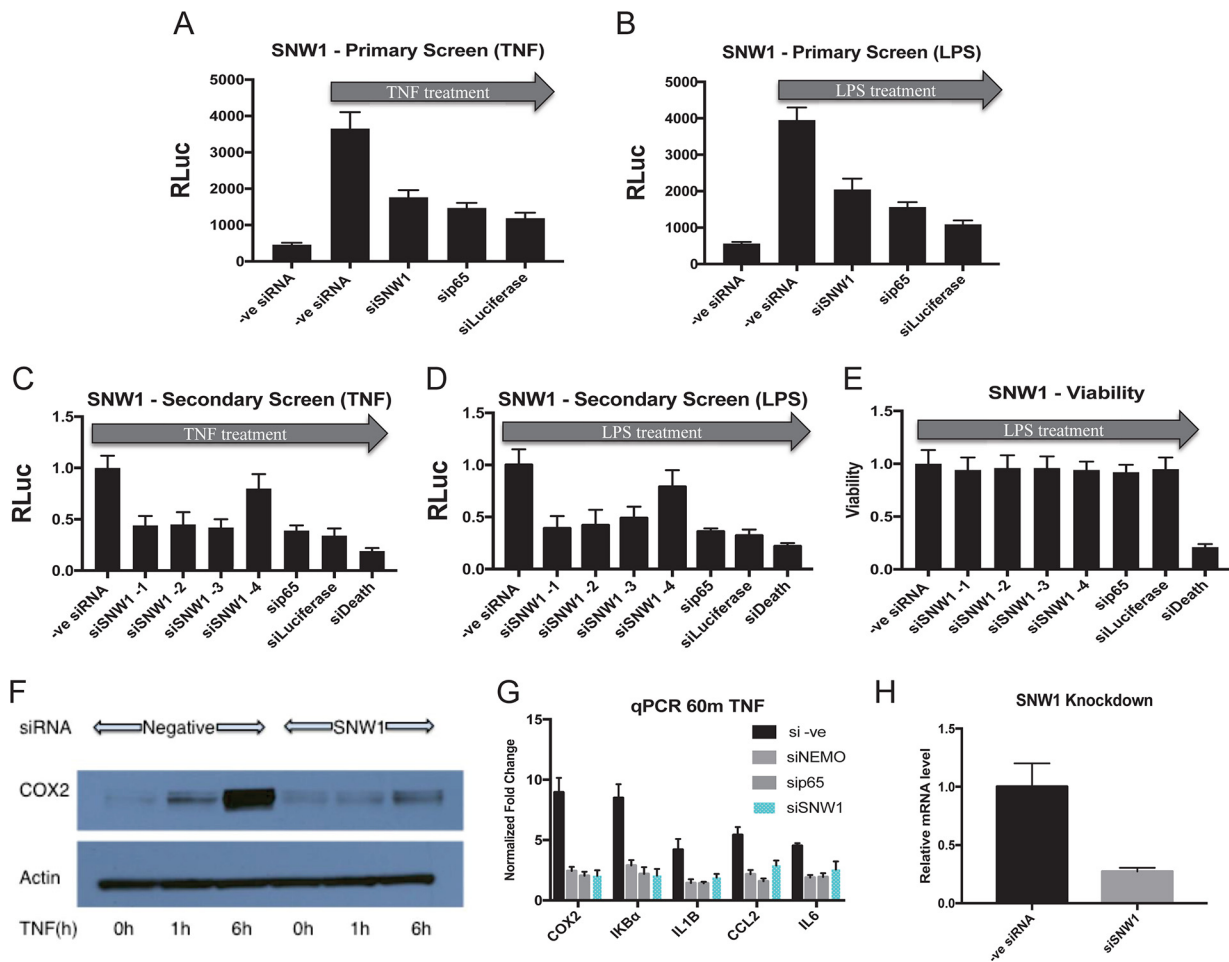 A
SNW1 - Primary Screen (TNF)
TNF treatment
RLuc
5000
4000
3000
2000
1000
0
-ve siRNA
-ve siRNA
siSNW1
sip65
siLuciferase
B
SNW1 - Primary Screen (LPS)
LPS treatment
RLuc
5000
4000
3000
2000
1000
0
-ve siRNA
-ve siRNA
siSNW1
sip65
siLuciferase
C
SNW1 - Secondary Screen (TNF)
TNF treatment
RLuc
1.5
1.0
0.5
0.0
-ve siRNA
siSNW1 -1
siSNW1 -2
siSNW1 -3
siSNW1 -4
sip65
siLuciferase
siDeath
D
SNW1 - Secondary Screen (LPS)
LPS treatment
RLuc
1.5
1.0
0.5
0.0
-ve siRNA
siSNW1 -1
siSNW1 -2
siSNW1 -3
siSNW1 -4
sip65
siLuciferase
siDeath
E
SNW1 - Viability
LPS treatment
Viability
1.5
1.0
0.5
0.0
-ve siRNA
siSNW1 -1
siSNW1 -2
siSNW1 -3
siSNW1 -4
sip65
siLuciferase
siDeath
F
siRNA Negative SNW1
COX2
Actin
TNF(h) 0h 1h 6h 0h 1h 6h
G
qPCR 60m TNF
Normalized Fold Change
15
10
5
0
si -ve
siNEMO
sip65
siSNW1
COX2
IKBα
IL1B
CCL2
IL6
H
SNW1 Knockdown
Relative mRNA level
1.5
1.0
0.5
0.0
-ve siRNA
siSNW1